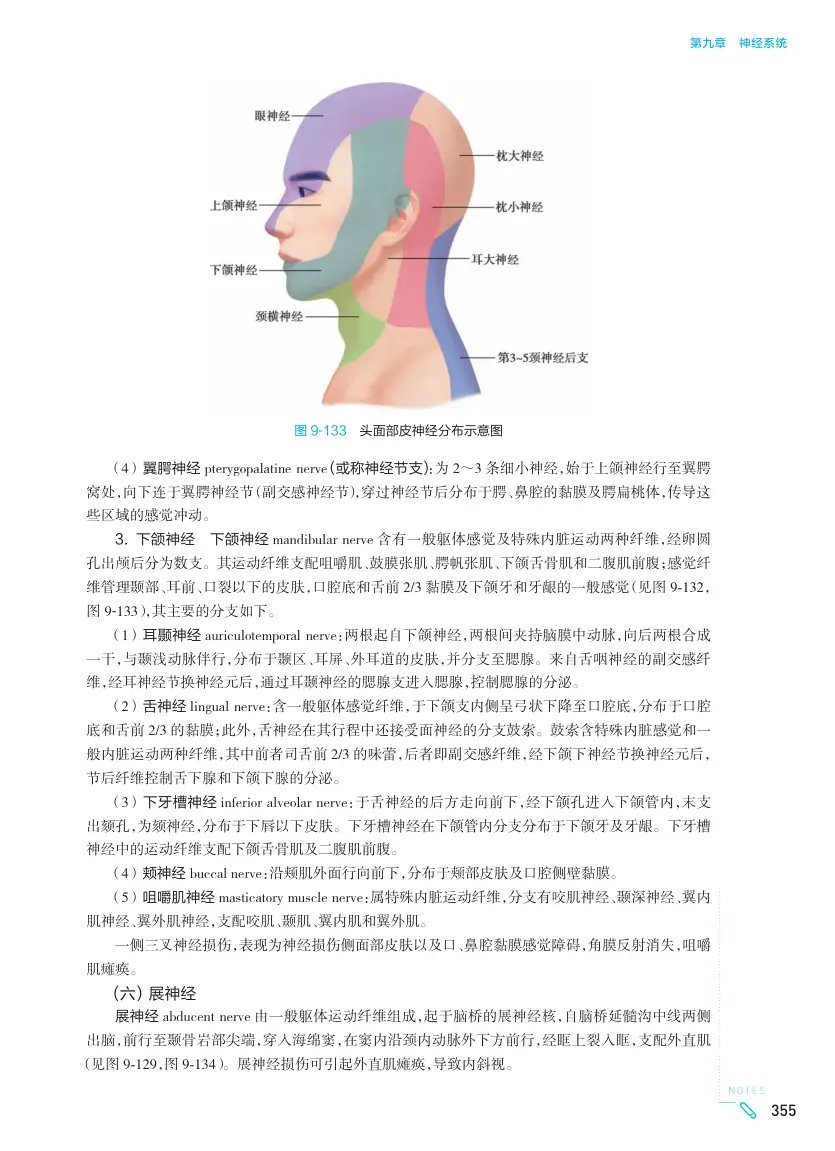 第九章　神经系统
眼神经
枕大神经
上颌神经
枕小神经
耳大神经
下颌神经
颈横神经
第3~5颈神经后支
图 9-133　头面部皮神经分布示意图
（4）翼腭神经 pterygopalatine nerve（或称神经节支）：为 2～3 条细小神经，始于上颌神经行至翼腭
窝处，向下连于翼腭神经节（副交感神经节），穿过神经节后分布于腭、鼻腔的黏膜及腭扁桃体，传导这
些区域的感觉冲动。
3. 下颌神经　下颌神经 mandibular nerve 含有一般躯体感觉及特殊内脏运动两种纤维，经卵圆
孔出颅后分为数支。其运动纤维支配咀嚼肌、鼓膜张肌、腭帆张肌、下颌舌骨肌和二腹肌前腹；感觉纤
维管理颞部、耳前、口裂以下的皮肤，口腔底和舌前 2/3 黏膜及下颌牙和牙龈的一般感觉（见图 9-132，
图 9-133），其主要的分支如下。
（1）耳颞神经 auriculotemporal nerve：两根起自下颌神经，两根间夹持脑膜中动脉，向后两根合成
一干，与颞浅动脉伴行，分布于颞区、耳屏、外耳道的皮肤，并分支至腮腺。来自舌咽神经的副交感纤
维，经耳神经节换神经元后，通过耳颞神经的腮腺支进入腮腺，控制腮腺的分泌。
（2）舌神经 lingual nerve：含一般躯体感觉纤维，于下颌支内侧呈弓状下降至口腔底，分布于口腔
底和舌前 2/3 的黏膜；此外，舌神经在其行程中还接受面神经的分支鼓索。鼓索含特殊内脏感觉和一
般内脏运动两种纤维，其中前者司舌前 2/3 的味蕾，后者即副交感纤维，经下颌下神经节换神经元后，
节后纤维控制舌下腺和下颌下腺的分泌。
（3）下牙槽神经 inferior alveolar nerve：于舌神经的后方走向前下，经下颌孔进入下颌管内，末支
出颏孔，为颏神经，分布于下唇以下皮肤。下牙槽神经在下颌管内分支分布于下颌牙及牙龈。下牙槽
神经中的运动纤维支配下颌舌骨肌及二腹肌前腹。
（4）颊神经 buccal nerve：沿颊肌外面行向前下，分布于颊部皮肤及口腔侧壁黏膜。
（5）咀嚼肌神经 masticatory muscle nerve：属特殊内脏运动纤维，分支有咬肌神经、颞深神经、翼内
肌神经、翼外肌神经，支配咬肌、颞肌、翼内肌和翼外肌。
一侧三叉神经损伤，表现为神经损伤侧面部皮肤以及口、鼻腔黏膜感觉障碍，角膜反射消失，咀嚼
肌瘫痪。
（六）展神经
展神经 abducent nerve 由一般躯体运动纤维组成，起于脑桥的展神经核，自脑桥延髓沟中线两侧
出脑，前行至颞骨岩部尖端，穿入海绵窦，在窦内沿颈内动脉外下方前行，经眶上裂入眶，支配外直肌
（见图 9-129，图 9-134）。展神经损伤可引起外直肌瘫痪，导致内斜视。
NOTES
355